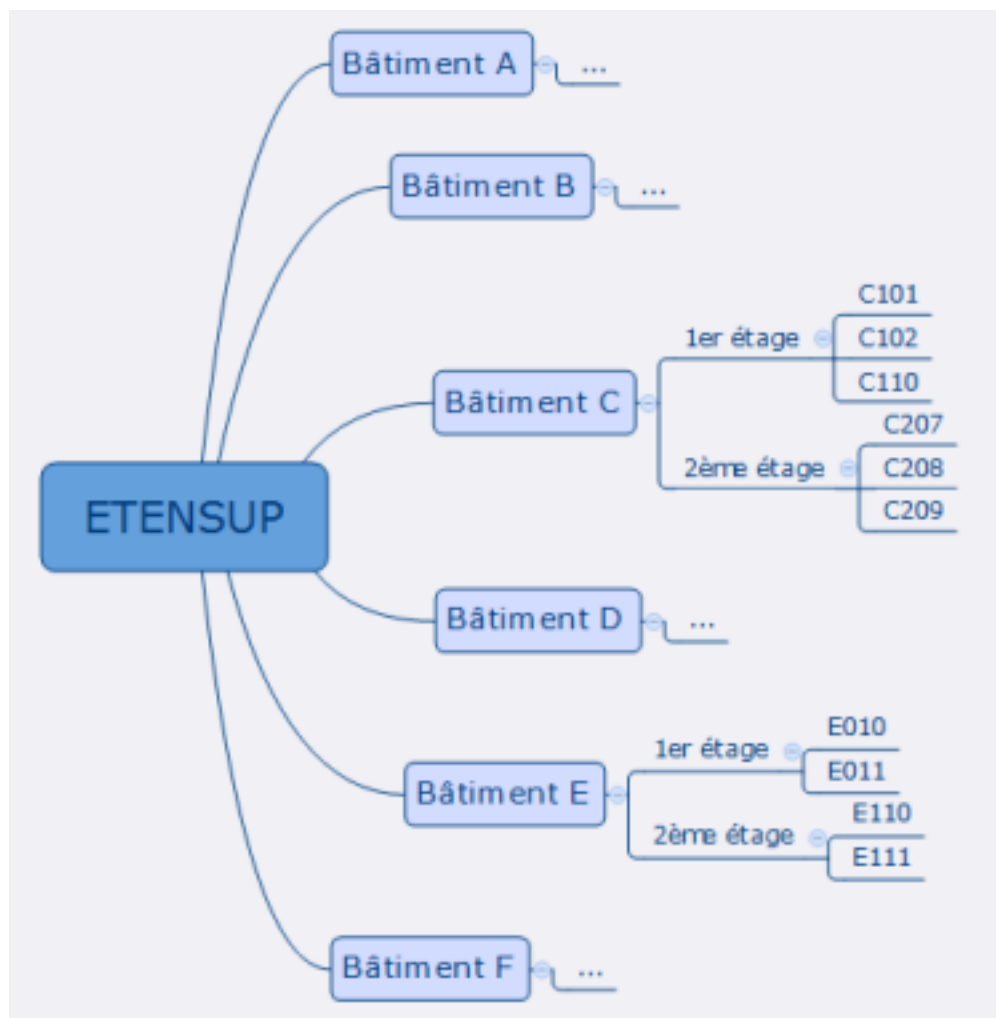 Bâtiment A
...
Bâtiment B
...
C101
1er étage
C102
C110
Bâtiment C
C207
2ème étage
C208
C209
ETENSUP
Bâtiment D
...
E010
1er étage
E011
Bâtiment E
E110
2ème étage
E111
Bâtiment F
...